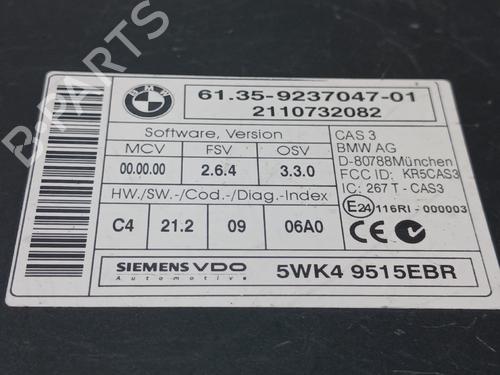 B-PARTS
BMW
61.35-9237047-01
2110732082
Software, Version
MCV FSV OSV
00.00.00 2.6.4 3.3.0
HW./SW.-/Cod.-/Diag.-Index
C4 21.2 09 06A0
CAS 3
BMW AG
D-80788München
FCC ID: KR5CAS3
IC: 267 T - CAS3
E24 116RI - 000003
CE
SIEMENS VDO
Automotive
5WK4 9515EBR